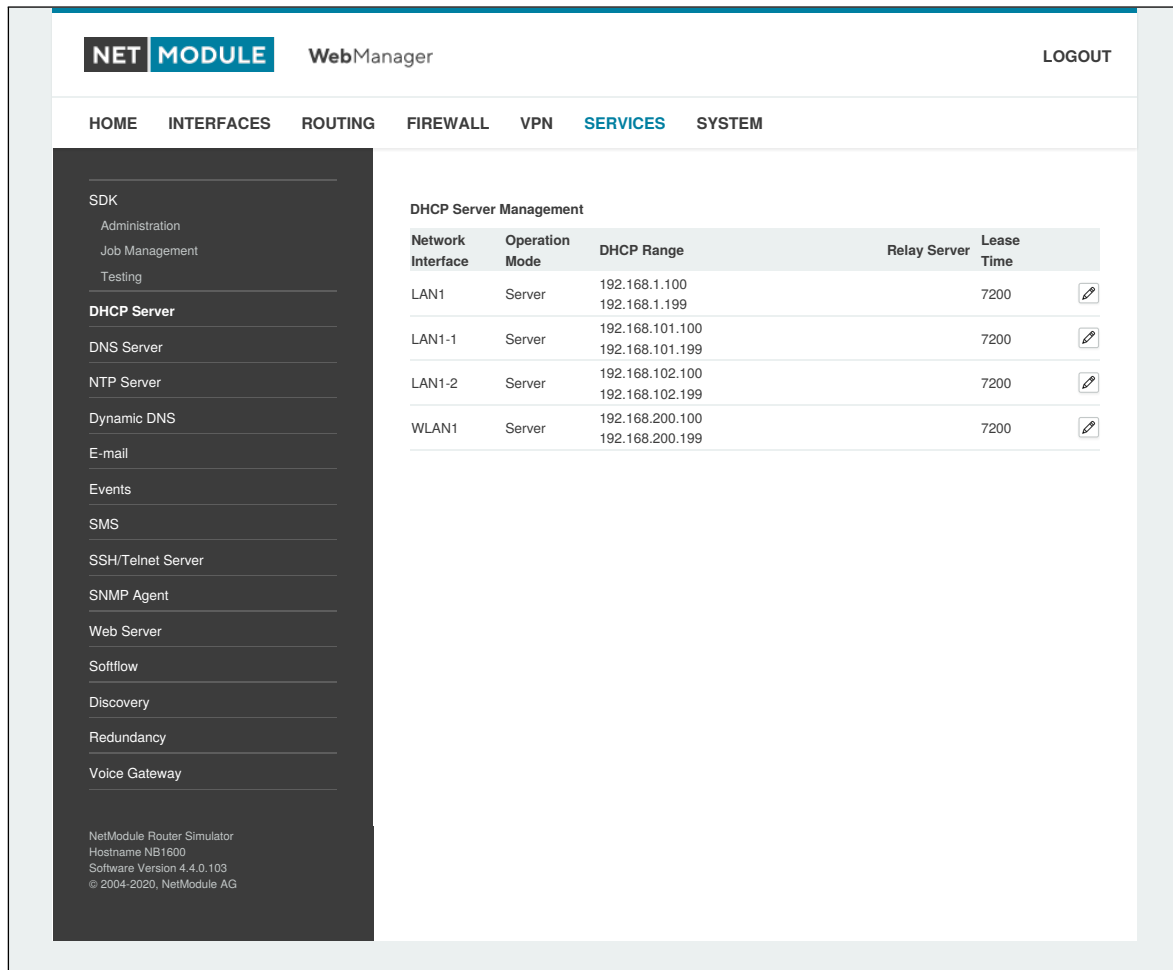 NET MODULE WebManager LOGOUT
HOME INTERFACES ROUTING FIREWALL VPN SERVICES SYSTEM
SDK
Administration
Job Management
Testing
DHCP Server
DNS Server
NTP Server
Dynamic DNS
E-mail
Events
SMS
SSH/Telnet Server
SNMP Agent
Web Server
Softflow
Discovery
Redundancy
Voice Gateway
NetModule Router Simulator
Hostname NB1600
Software Version 4.4.0.103
© 2004-2020, NetModule AG
DHCP Server Management
Network Operation Lease
DHCP Range Relay Server
Interface Mode Time
192.168.1.100
LAN1 Server 7200
192.168.1.199
192.168.101.100
LAN1-1 Server 7200
192.168.101.199
192.168.102.100
LAN1-2 Server 7200
192.168.102.199
192.168.200.100
WLAN1 Server 7200
192.168.200.199